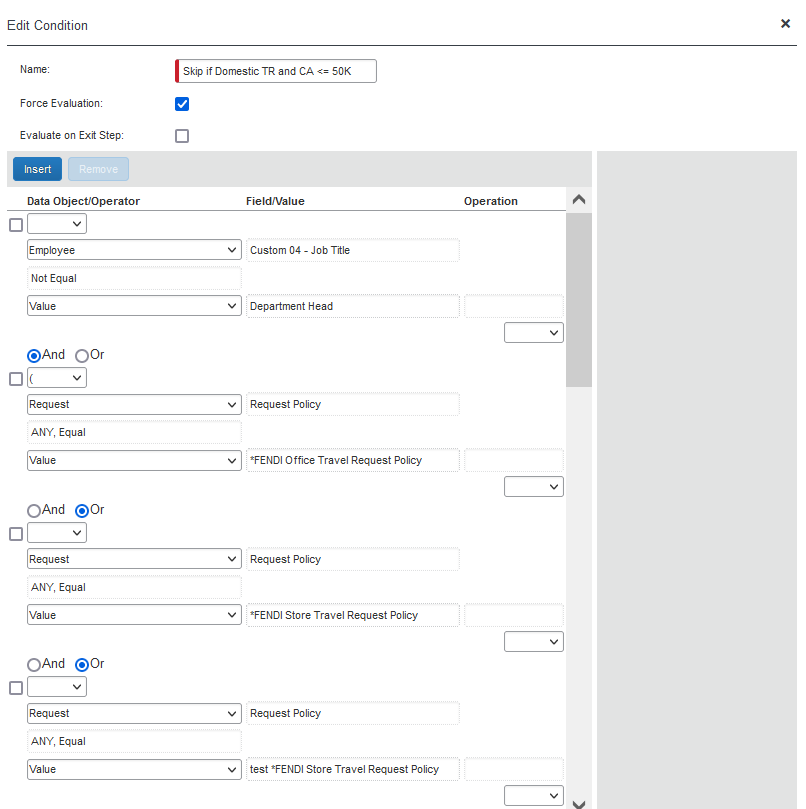 Edit Condition ×
Name: Skip if Domestic TR and CA <= 50K
Force Evaluation:
Evaluate on Exit Step:
Insert Remove
Data Object/Operator Field/Value Operation
Employee Custom 04 - Job Title
Not Equal
Value Department Head
And Or
(
Request Request Policy
ANY, Equal
Value *FENDI Office Travel Request Policy
And Or
Request Request Policy
ANY, Equal
Value *FENDI Store Travel Request Policy
And Or
Request Request Policy
ANY, Equal
Value test *FENDI Store Travel Request Policy